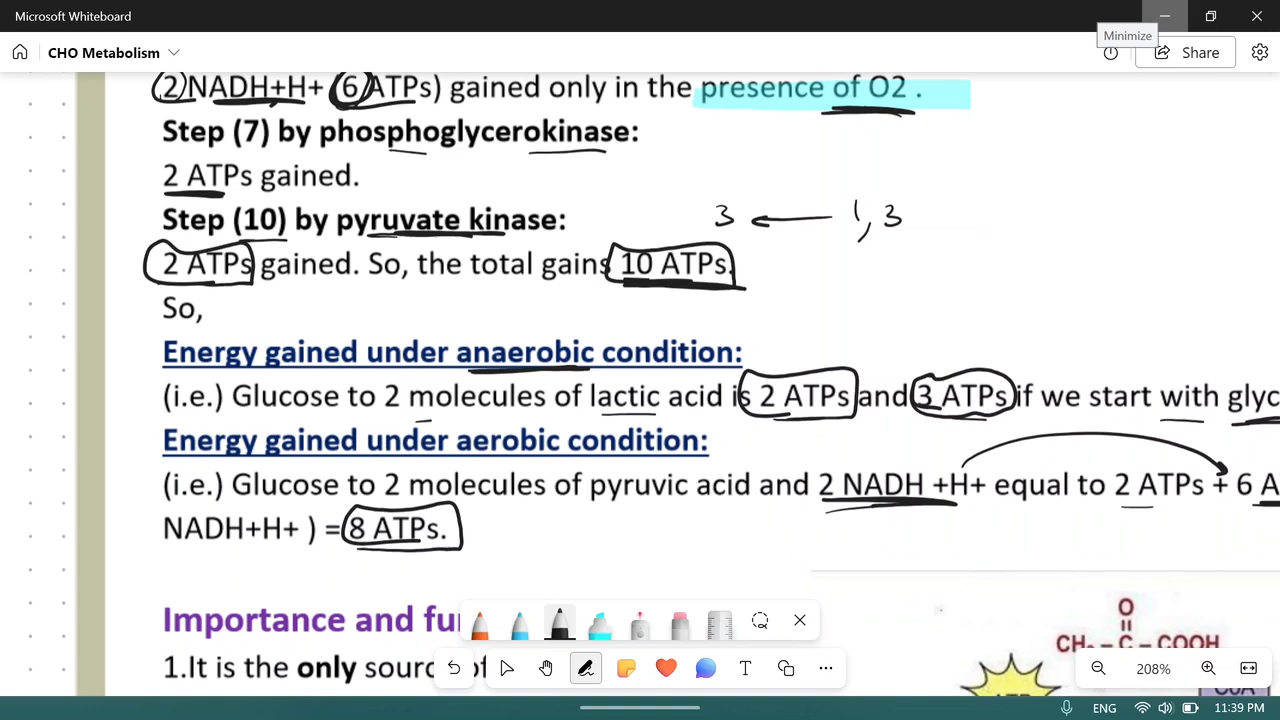 Microsoft Whiteboard
CHO Metabolism
Minimize
Share
2 NADH+H+ (6 ATPs) gained only in the presence of O2 .
Step (7) by phosphoglycerokinase:
2 ATPs gained.
Step (10) by pyruvate kinase:
3 ← 1, 3
2 ATPs gained. So, the total gains 10 ATPs.
So,
Energy gained under anaerobic condition:
(i.e.) Glucose to 2 molecules of lactic acid is 2 ATPs and 3 ATPs if we start with glyc
Energy gained under aerobic condition:
(i.e.) Glucose to 2 molecules of pyruvic acid and 2 NADH +H+ equal to 2 ATPs + 6 A
NADH+H+ ) = 8 ATPs.
Importance and fu
1.It is the only sour of
O
CH₃ – C – COOH
208%
ENG
11:39 PM